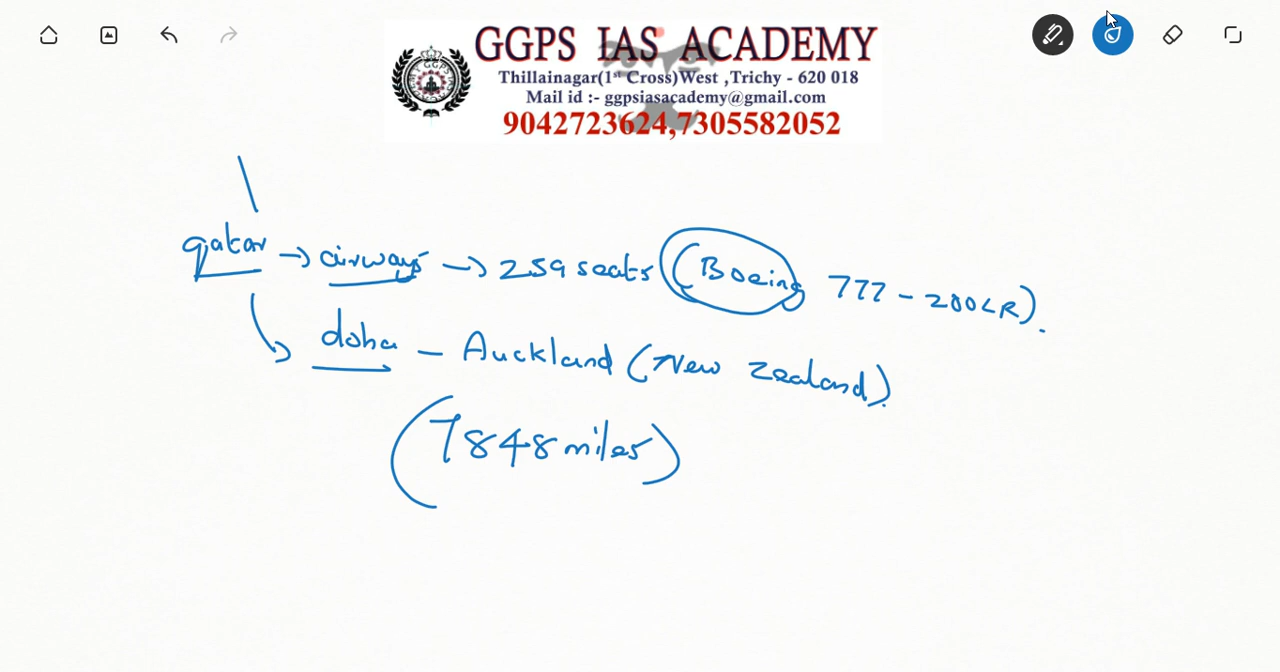 GGPS IAS ACADEMY
Thillainagar(1st Cross)West ,Trichy - 620 018
Mail id :- ggpsiasacademy@gmail.com
9042723624,7305582052
qatar → airways → 259 seats (Boeing 777 - 200LR).
doha - Auckland (New Zealand).
(7848 miles)